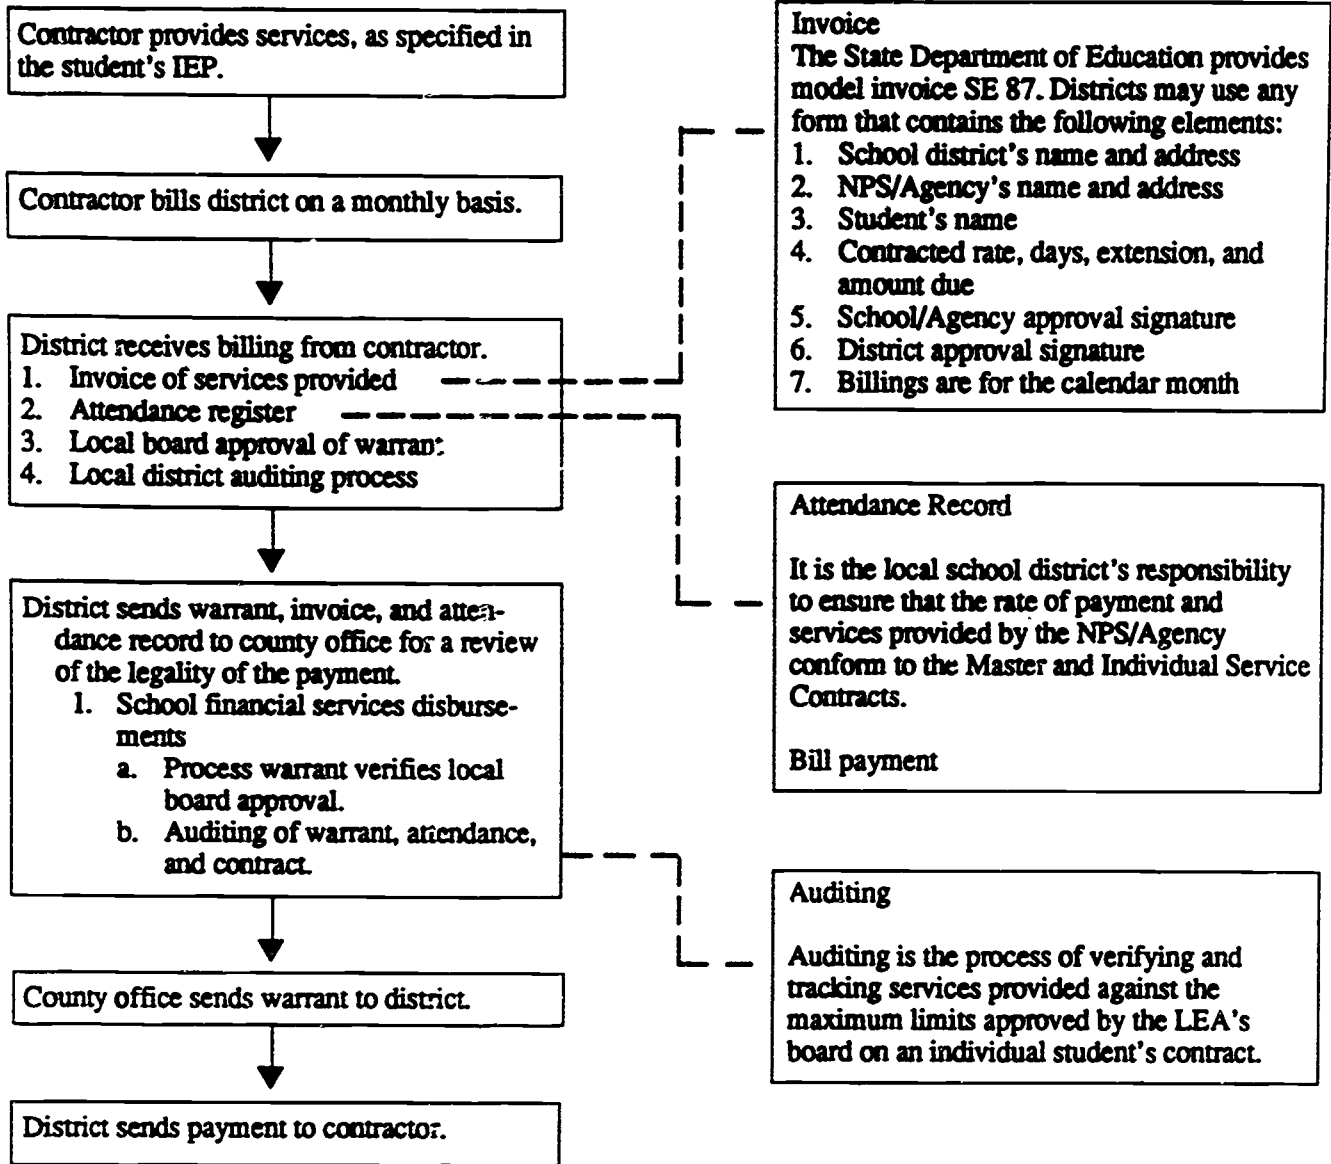 Contractor provides services, as specified in
the student's IEP.
Contractor bills district on a monthly basis.
District receives billing from contractor.
1. Invoice of services provided
2. Attendance register
3. Local board approval of warrant
4. Local district auditing process
District sends warrant, invoice, and atten-
dance record to county office for a review
of the legality of the payment.
1. School financial services disburse-
ments
a. Process warrant verifies local
board approval.
b. Auditing of warrant, attendance,
and contract.
County office sends warrant to district.
District sends payment to contractor.
Invoice
The State Department of Education provides
model invoice SE 87. Districts may use any
form that contains the following elements:
1. School district's name and address
2. NPS/Agency's name and address
3. Student's name
4. Contracted rate, days, extension, and
amount due
5. School/Agency approval signature
6. District approval signature
7. Billings are for the calendar month
Attendance Record
It is the local school district's responsibility
to ensure that the rate of payment and
services provided by the NPS/Agency
conform to the Master and Individual Service
Contracts.
Bill payment
Auditing
Auditing is the process of verifying and
tracking services provided against the
maximum limits approved by the LEA's
board on an individual student's contract.